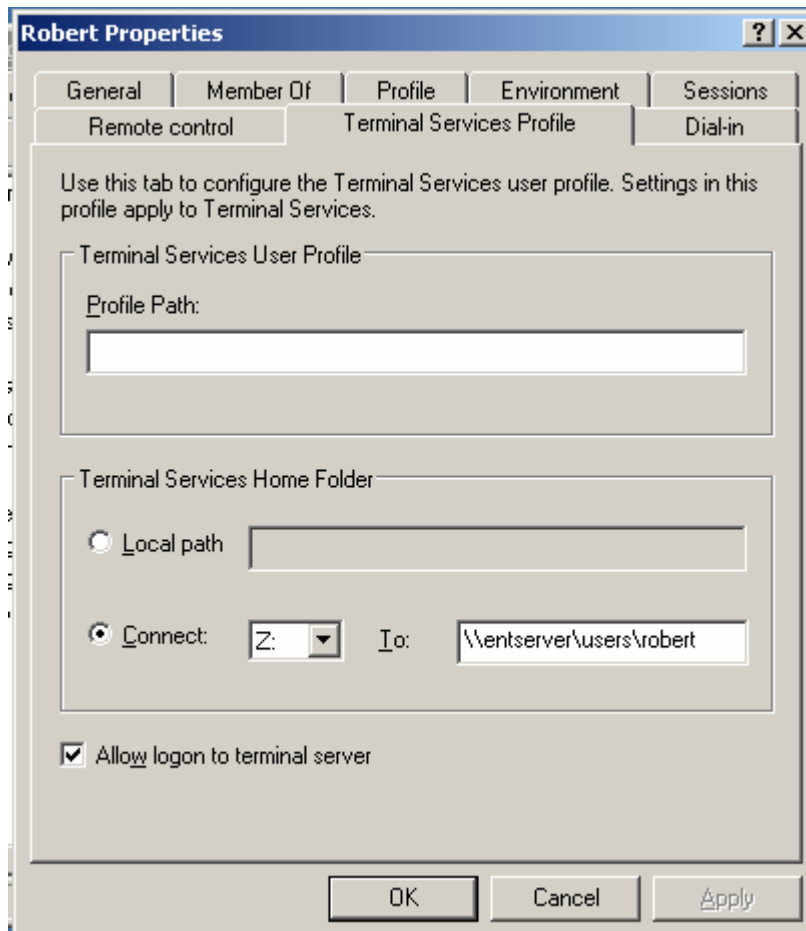 Robert Properties
General Member Of Profile Environment Sessions
Remote control Terminal Services Profile Dial-in
Use this tab to configure the Terminal Services user profile. Settings in this
profile apply to Terminal Services.
Terminal Services User Profile
Profile Path:
Terminal Services Home Folder
Local path
Connect: Z: To: \\entserver\users\robert
Allow logon to terminal server
OK Cancel Apply